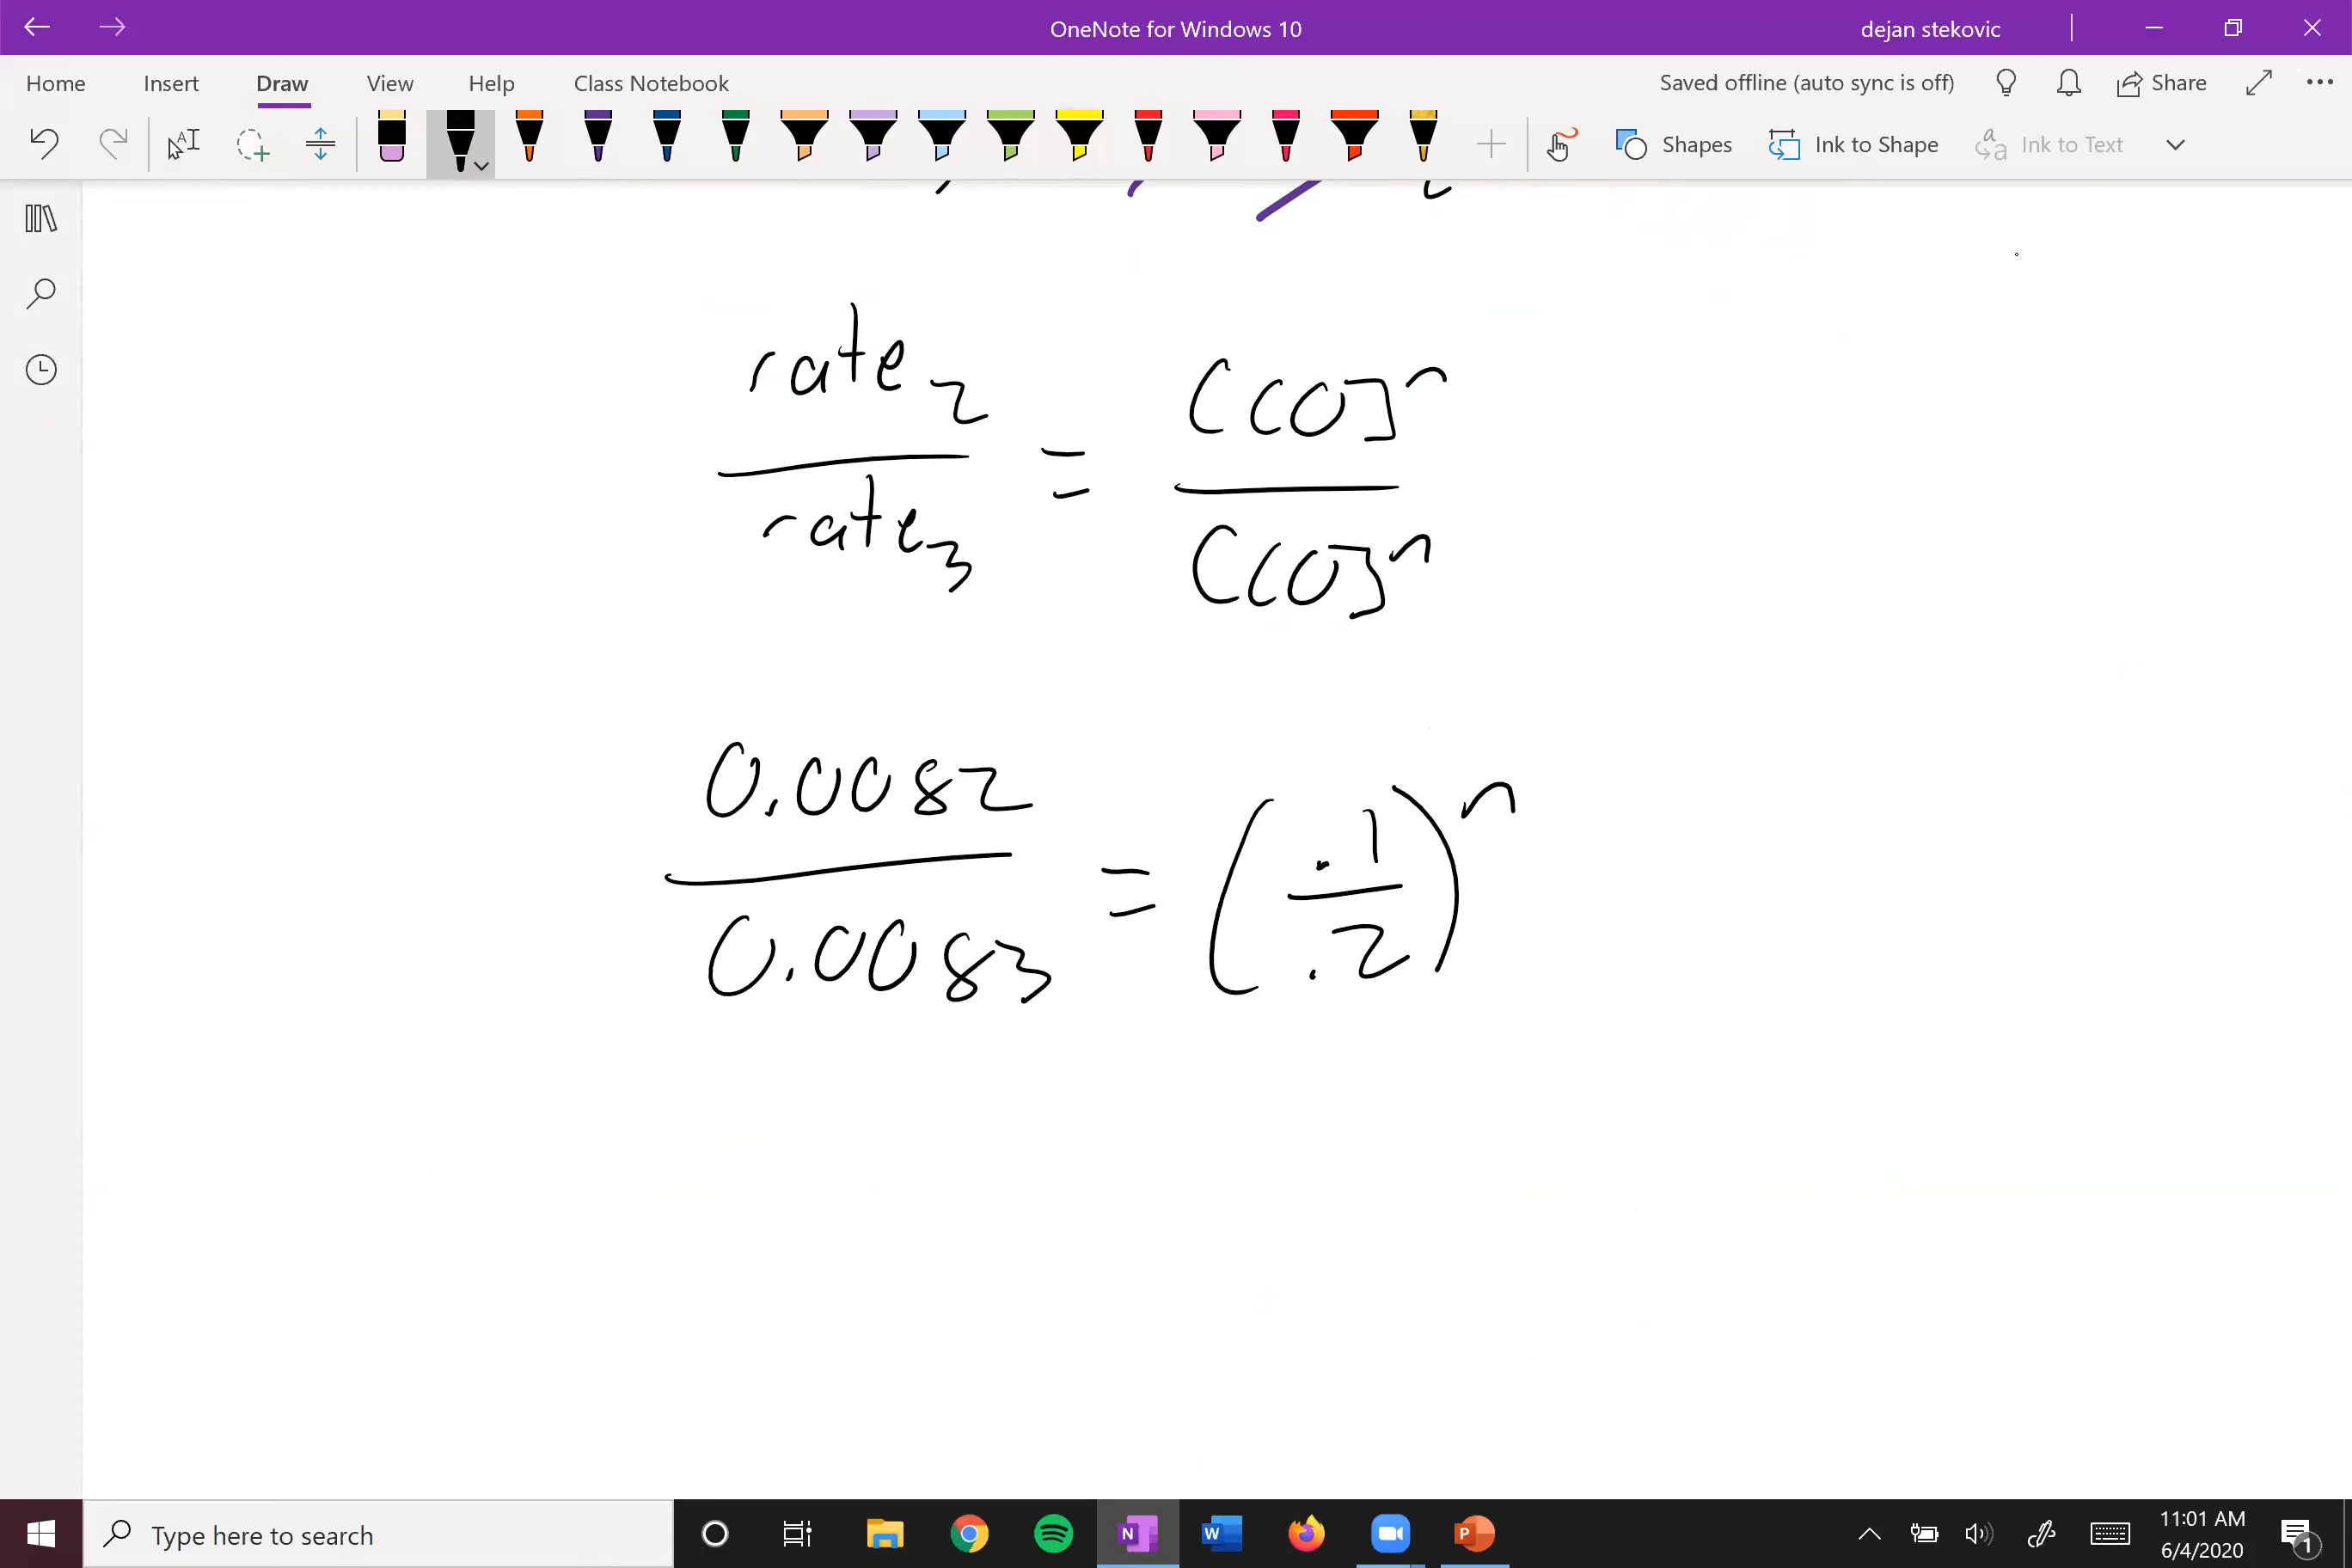 OneNote for Windows 10
dejan stekovic
Home Insert Draw View Help Class Notebook
Saved offline (auto sync is off) Share
Shapes Ink to Shape Ink to Text
2
rate2 / rate3 = [CO]^n / [CO]^n
0.0082 / 0.0083 = (.1 / .2)^n
Type here to search
N W P
11:01 AM
6/4/2020
1